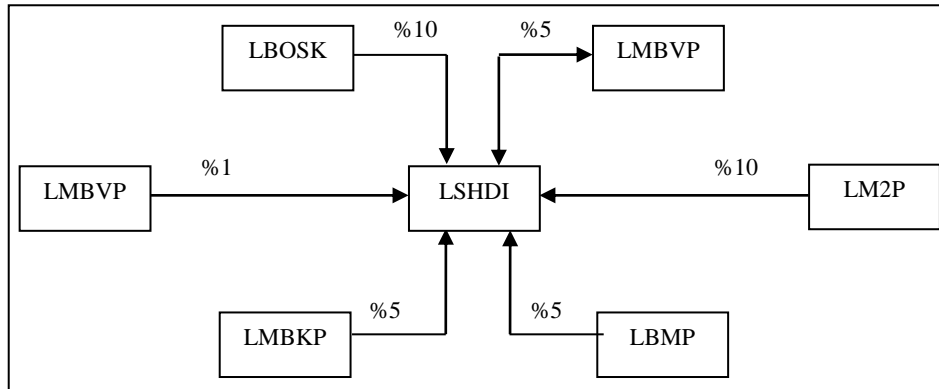 %10
%5
LBOSK
LMBVP
%1
%10
LMBVP
LSHDI
LM2P
%5
%5
LMBKP
LBMP